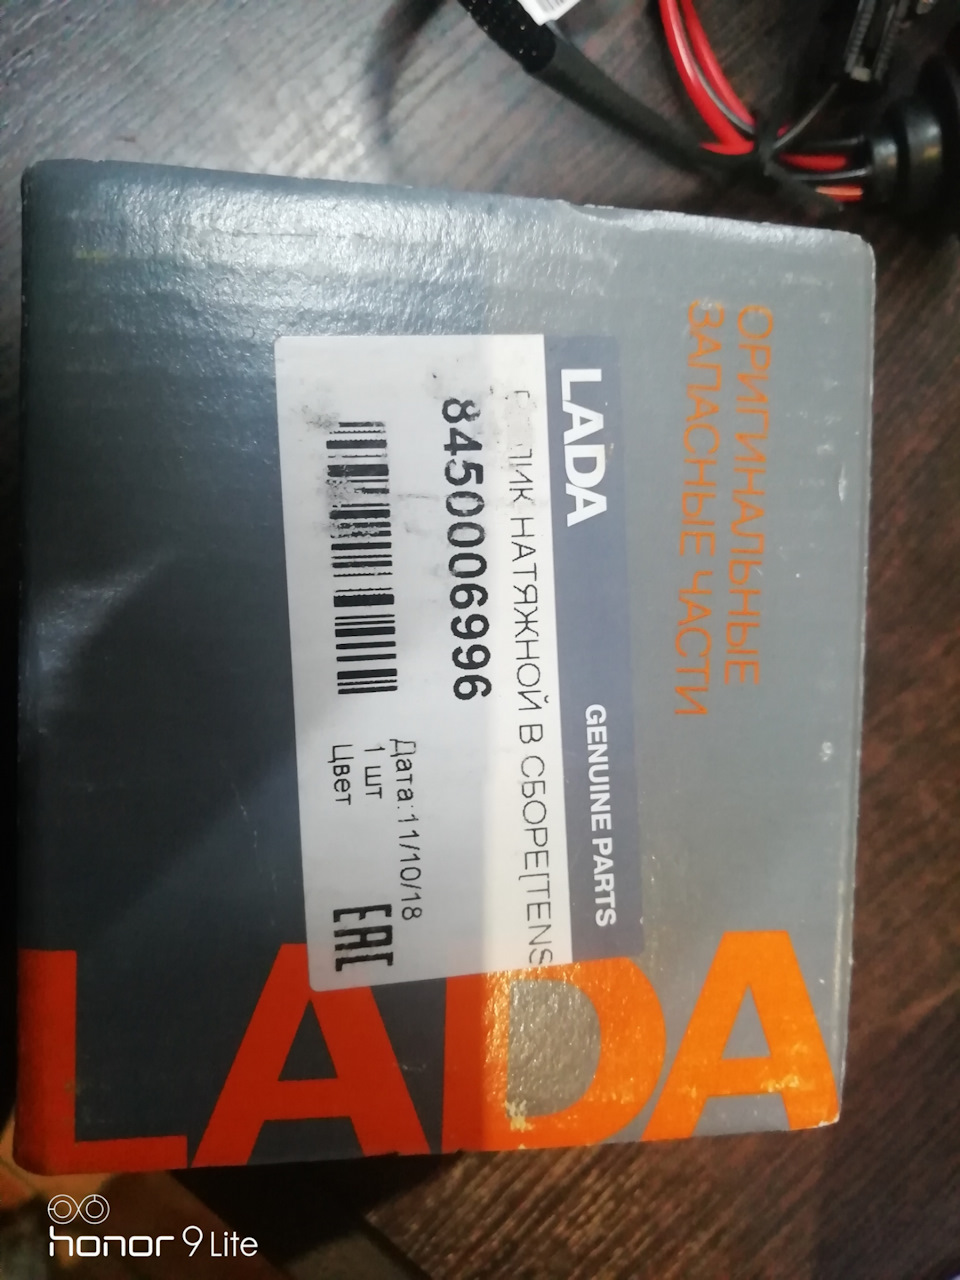 ОРИГИНАЛЬНЫЕ
ЗАПАСНЫЕ ЧАСТИ
LADA GENUINE PARTS
НАТЯЖНОЙ В СБОРЕ[TENS
8450006996
Дата:11/10/18
1 шт
Цвет
EAC
LADA
honor 9 Lite